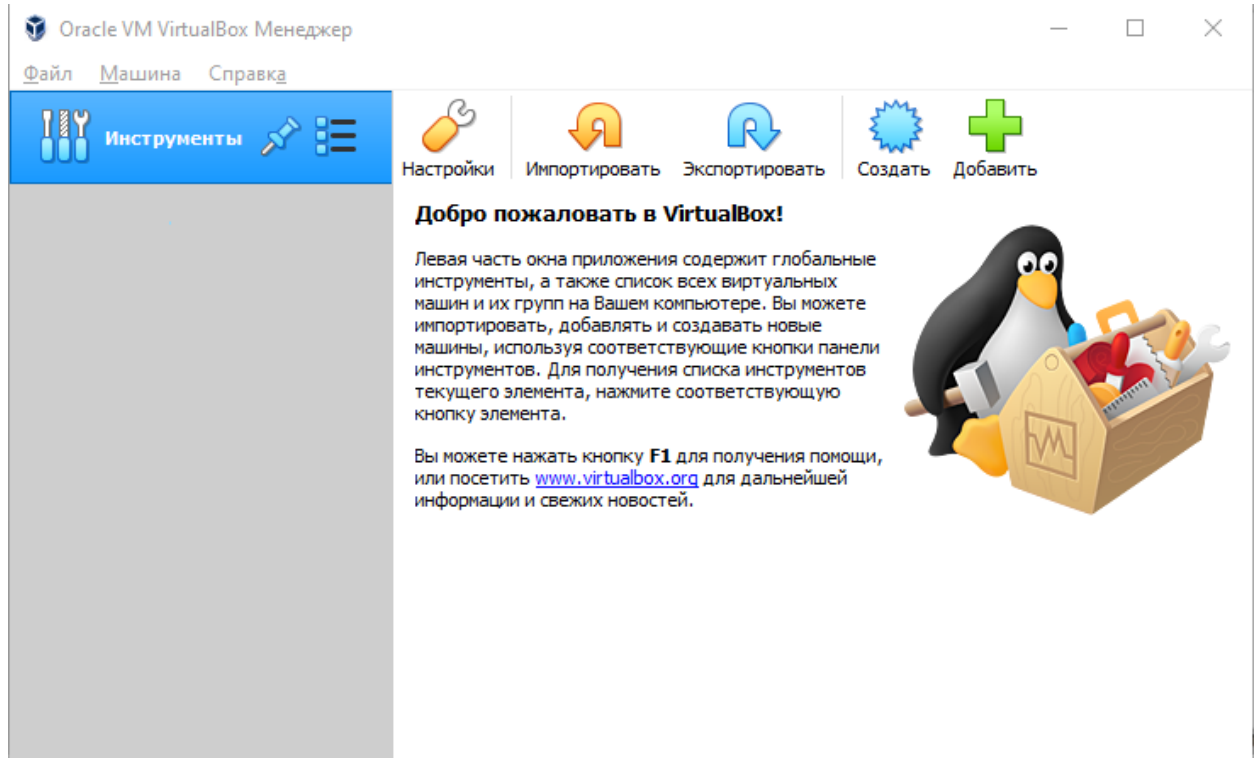 Oracle VM VirtualBox Менеджер
Файл Машина Справка
Инструменты
Настройки Импортировать Экспортировать Создать Добавить
Добро пожаловать в VirtualBox!
Левая часть окна приложения содержит глобальные
инструменты, а также список всех виртуальных
машин и их групп на Вашем компьютере. Вы можете
импортировать, добавлять и создавать новые
машины, используя соответствующие кнопки панели
инструментов. Для получения списка инструментов
текущего элемента, нажмите соответствующую
кнопку элемента.
Вы можете нажать кнопку F1 для получения помощи,
или посетить www.virtualbox.org для дальнейшей
информации и свежих новостей.